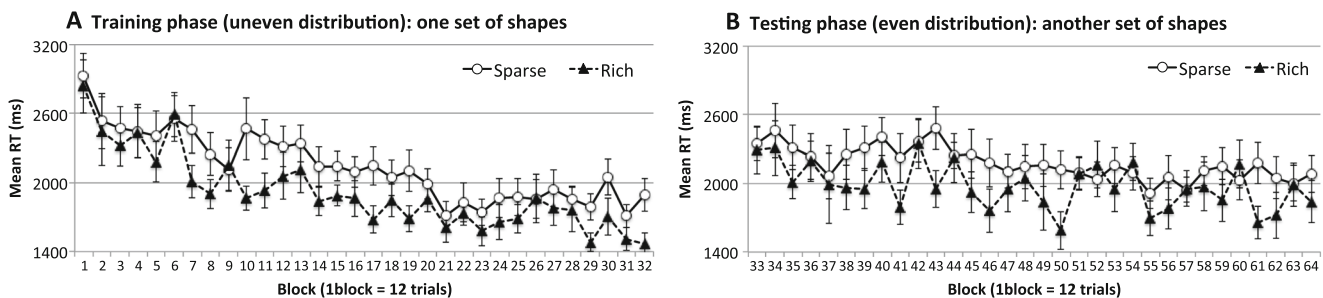 A Training phase (uneven distribution): one set of shapes
3200
2600
2000
1400
Mean RT (ms)
Sparse Rich
1 2 3 4 5 6 7 8 9 10 11 12 13 14 15 16 17 18 19 20 21 22 23 24 25 26 27 28 29 30 31 32
Block (1block = 12 trials)
B Testing phase (even distribution): another set of shapes
3200
2600
2000
1400
Mean RT (ms)
Sparse Rich
33 34 35 36 37 38 39 40 41 42 43 44 45 46 47 48 49 50 51 52 53 54 55 56 57 58 59 60 61 62 63 64
Block (1block = 12 trials)